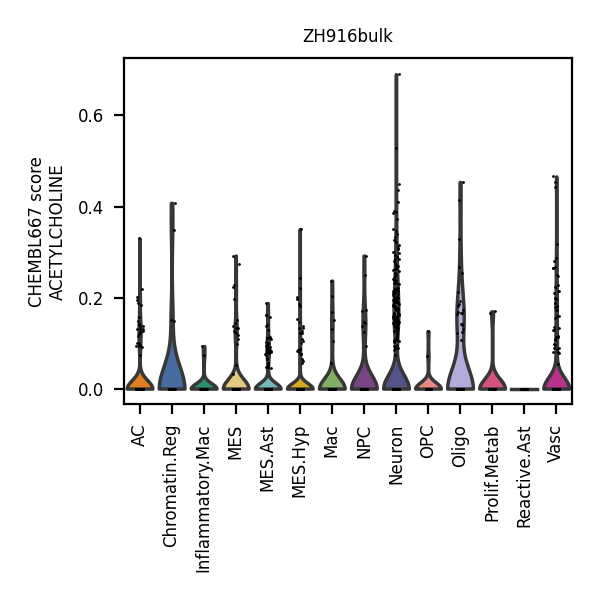 ZH916bulk
CHEMBL667 score
ACETYLCHOLINE
0.6
0.4
0.2
0.0
AC
Chromatin.Reg
Inflammatory.Mac
MES
MES.Ast
MES.Hyp
Mac
NPC
Neuron
OPC
Oligo
Prolif.Metab
Reactive.Ast
Vasc